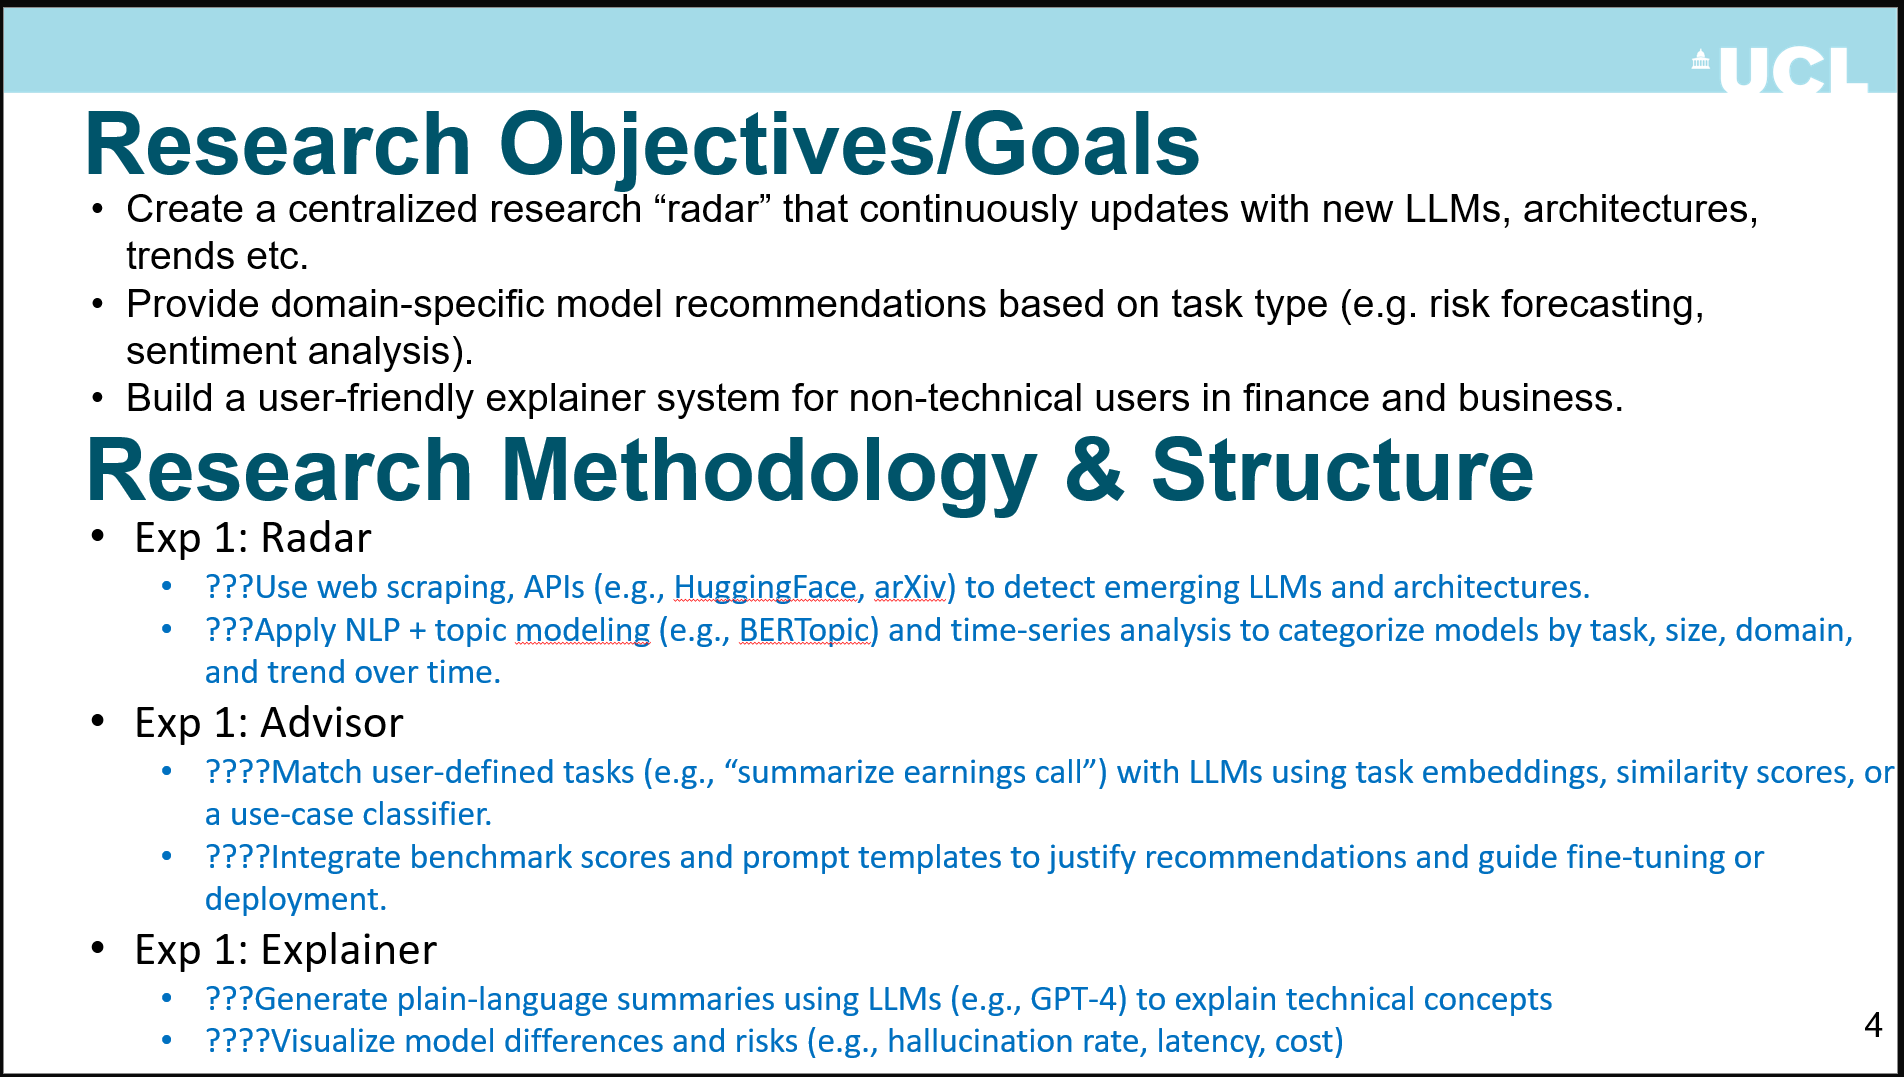 UCL
Research Objectives/Goals
• Create a centralized research “radar” that continuously updates with new LLMs, architectures,
trends etc.
• Provide domain-specific model recommendations based on task type (e.g. risk forecasting,
sentiment analysis).
• Build a user-friendly explainer system for non-technical users in finance and business.
Research Methodology & Structure
• Exp 1: Radar
• ???Use web scraping, APIs (e.g., HuggingFace, arXiv) to detect emerging LLMs and architectures.
• ???Apply NLP + topic modeling (e.g., BERTopic) and time-series analysis to categorize models by task, size, domain,
and trend over time.
• Exp 1: Advisor
• ????Match user-defined tasks (e.g., “summarize earnings call”) with LLMs using task embeddings, similarity scores, or
a use-case classifier.
• ????Integrate benchmark scores and prompt templates to justify recommendations and guide fine-tuning or
deployment.
• Exp 1: Explainer
• ???Generate plain-language summaries using LLMs (e.g., GPT-4) to explain technical concepts
• ????Visualize model differences and risks (e.g., hallucination rate, latency, cost)
4